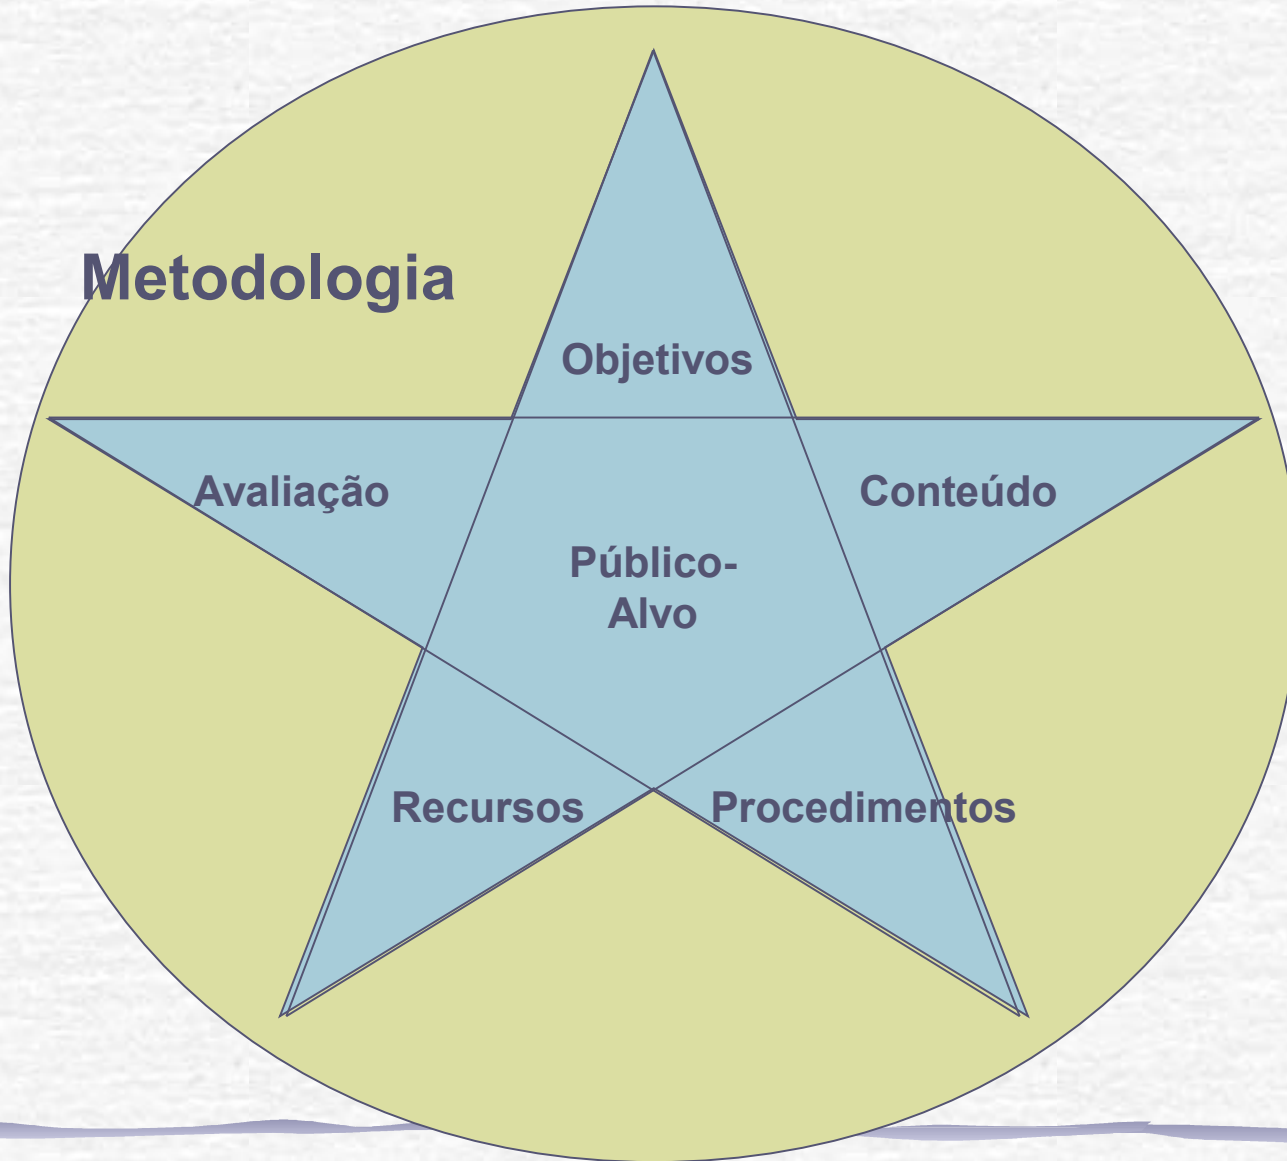 Metodologia
Objetivos
Avaliação
Conteúdo
Público-
Alvo
Recursos
Procedimentos